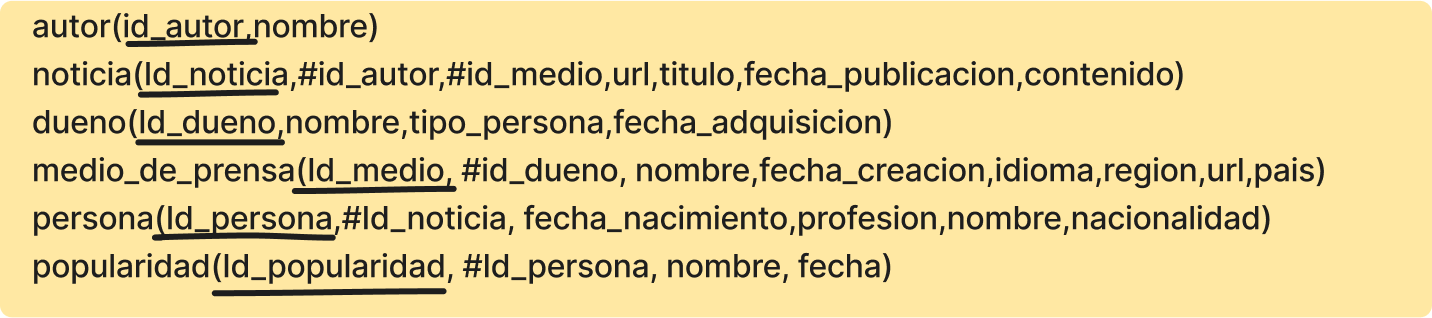 autor(id_autor,nombre)
noticia(Id_noticia,#id_autor,#id_medio,url,titulo,fecha_publicacion,contenido)
dueno(Id_dueno,nombre,tipo_persona,fecha_adquisicion)
medio_de_prensa(Id_medio, #id_dueno, nombre,fecha_creacion,idioma,region,url,pais)
persona(Id_persona,#Id_noticia, fecha_nacimiento,profesion,nombre,nacionalidad)
popularidad(Id_popularidad, #Id_persona, nombre, fecha)